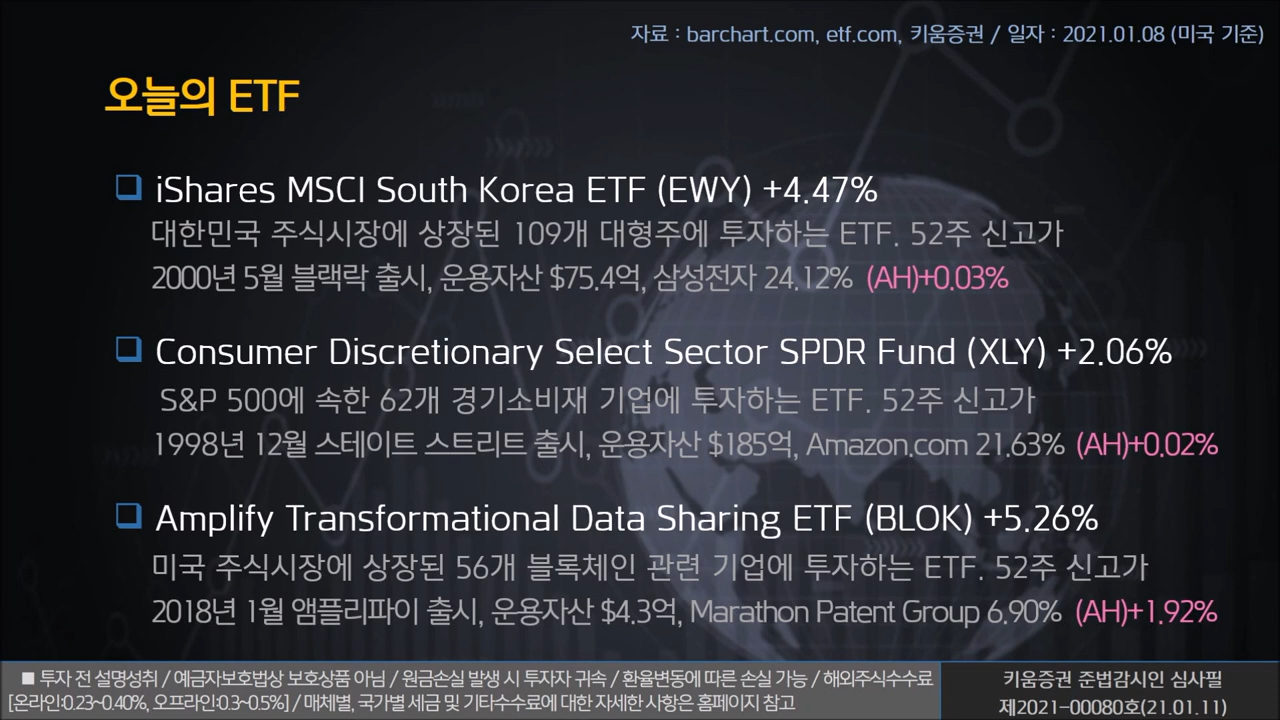 자료 : barchart.com, etf.com, 키움증권 / 일자 : 2021.01.08 (미국 기준)
오늘의 ETF
❑ iShares MSCI South Korea ETF (EWY) +4.47%
대한민국 주식시장에 상장된 109개 대형주에 투자하는 ETF. 52주 신고가
2000년 5월 블랙락 출시, 운용자산 $75.4억, 삼성전자 24.12% (AH)+0.03%
❑ Consumer Discretionary Select Sector SPDR Fund (XLY) +2.06%
S&P 500에 속한 62개 경기소비재 기업에 투자하는 ETF. 52주 신고가
1998년 12월 스테이트 스트리트 출시, 운용자산 $185억, Amazon.com 21.63% (AH)+0.02%
❑ Amplify Transformational Data Sharing ETF (BLOK) +5.26%
미국 주식시장에 상장된 56개 블록체인 관련 기업에 투자하는 ETF. 52주 신고가
2018년 1월 앰플리파이 출시, 운용자산 $4.3억, Marathon Patent Group 6.90% (AH)+1.92%
■ 투자 전 설명성취 / 예금자보호법상 보호상품 아님 / 원금손실 발생 시 투자자 귀속 / 환율변동에 따른 손실 가능 / 해외주식수수료
[온라인:0.23~0.40%, 오프라인:0.3~0.5%] / 매체별, 국가별 세금 및 기타수수료에 대한 자세한 사항은 홈페이지 참고
키움증권 준법감시인 심사필
제2021-00080호(21.01.11)